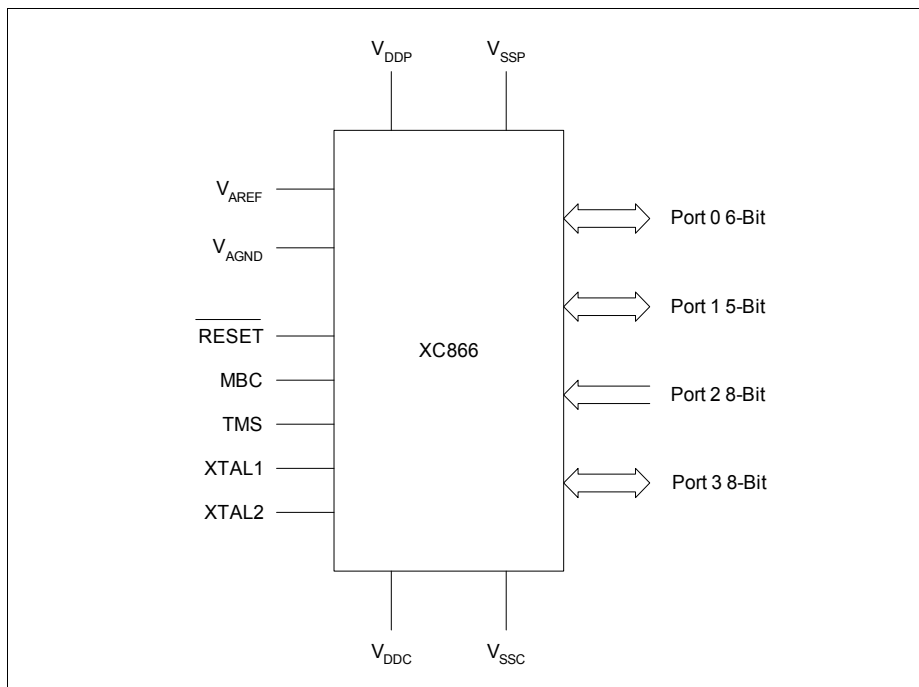 VDDP VSSP
VAREF
VAGND
RESET
MBC
TMS
XTAL1
XTAL2
XC866
Port 0 6-Bit
Port 1 5-Bit
Port 2 8-Bit
Port 3 8-Bit
VDDC VSSC